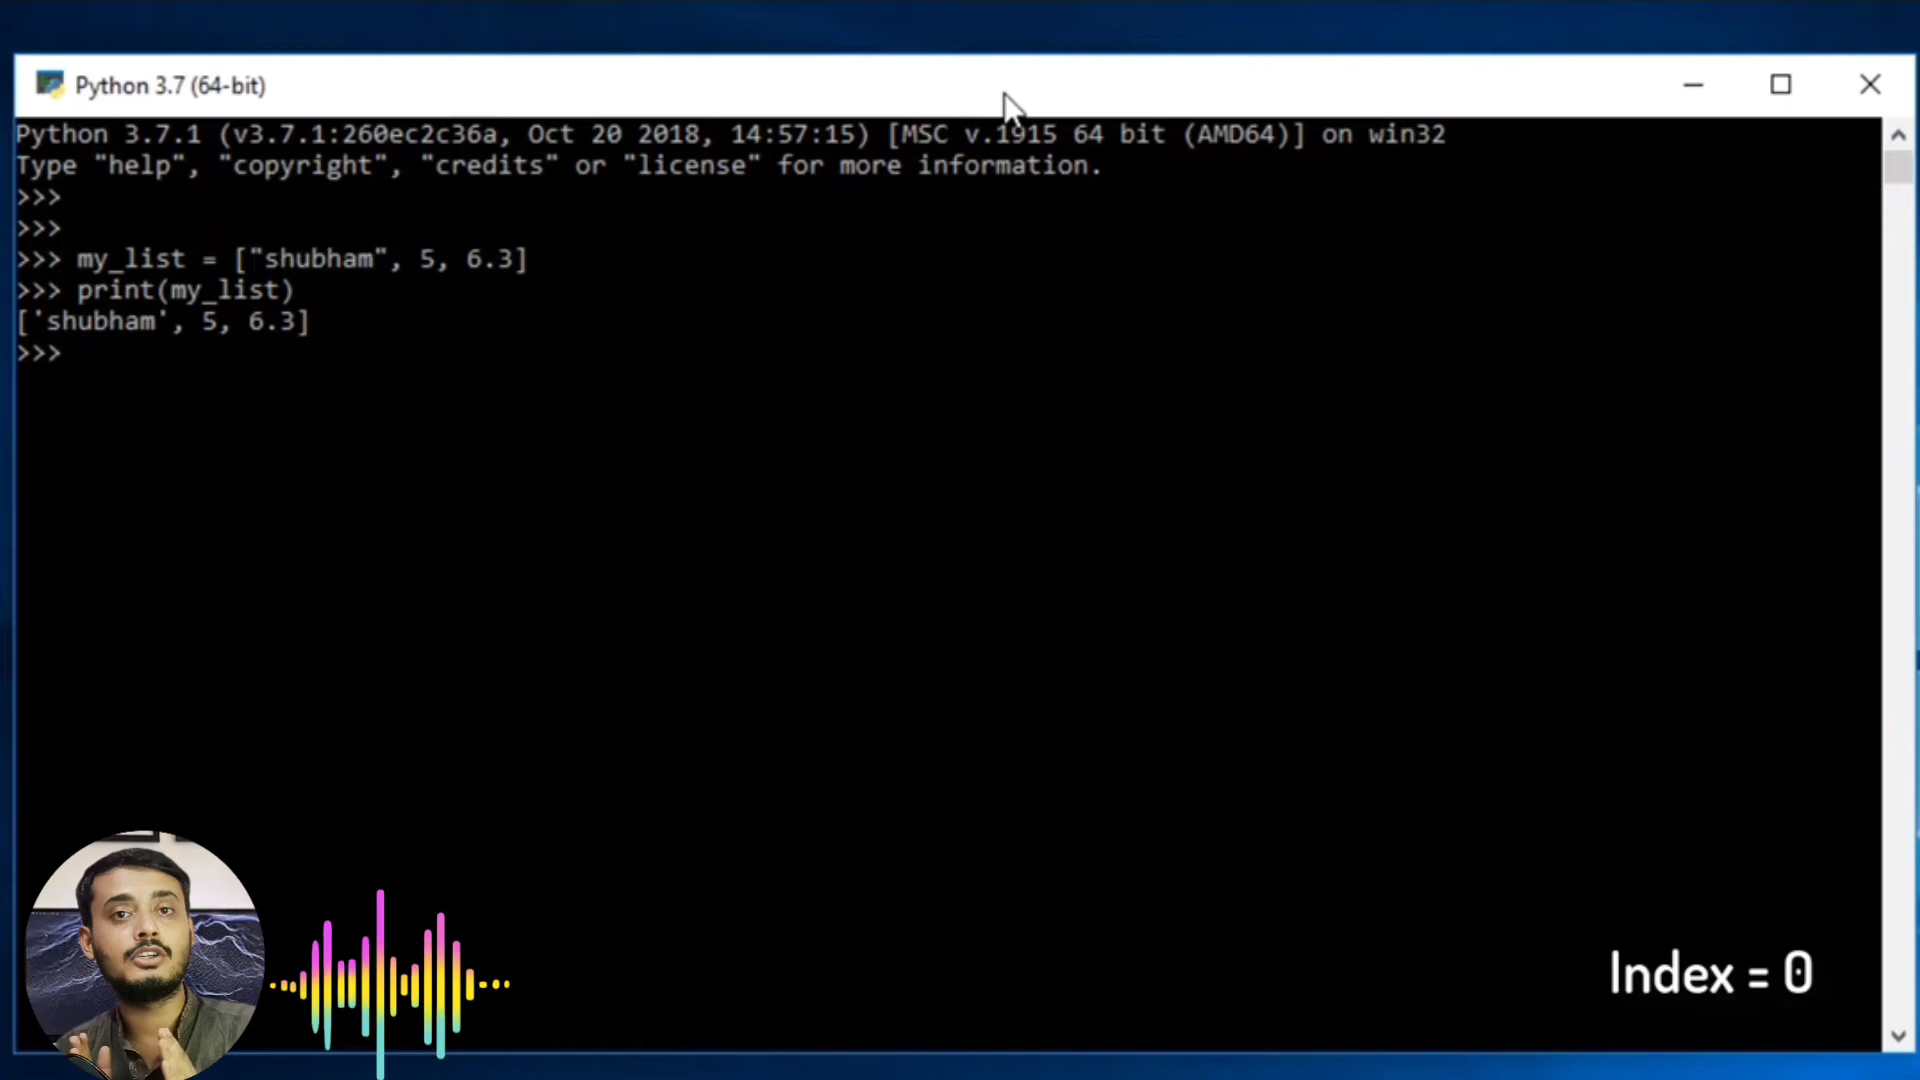 Python 3.7 (64-bit)
Python 3.7.1 (v3.7.1:260ec2c36a, Oct 20 2018, 14:57:15) [MSC v.1915 64 bit (AMD64)] on win32
Type "help", "copyright", "credits" or "license" for more information.
>>>
>>>
>>> my_list = ["shubham", 5, 6.3]
>>> print(my_list)
['shubham', 5, 6.3]
>>>
Index = 0